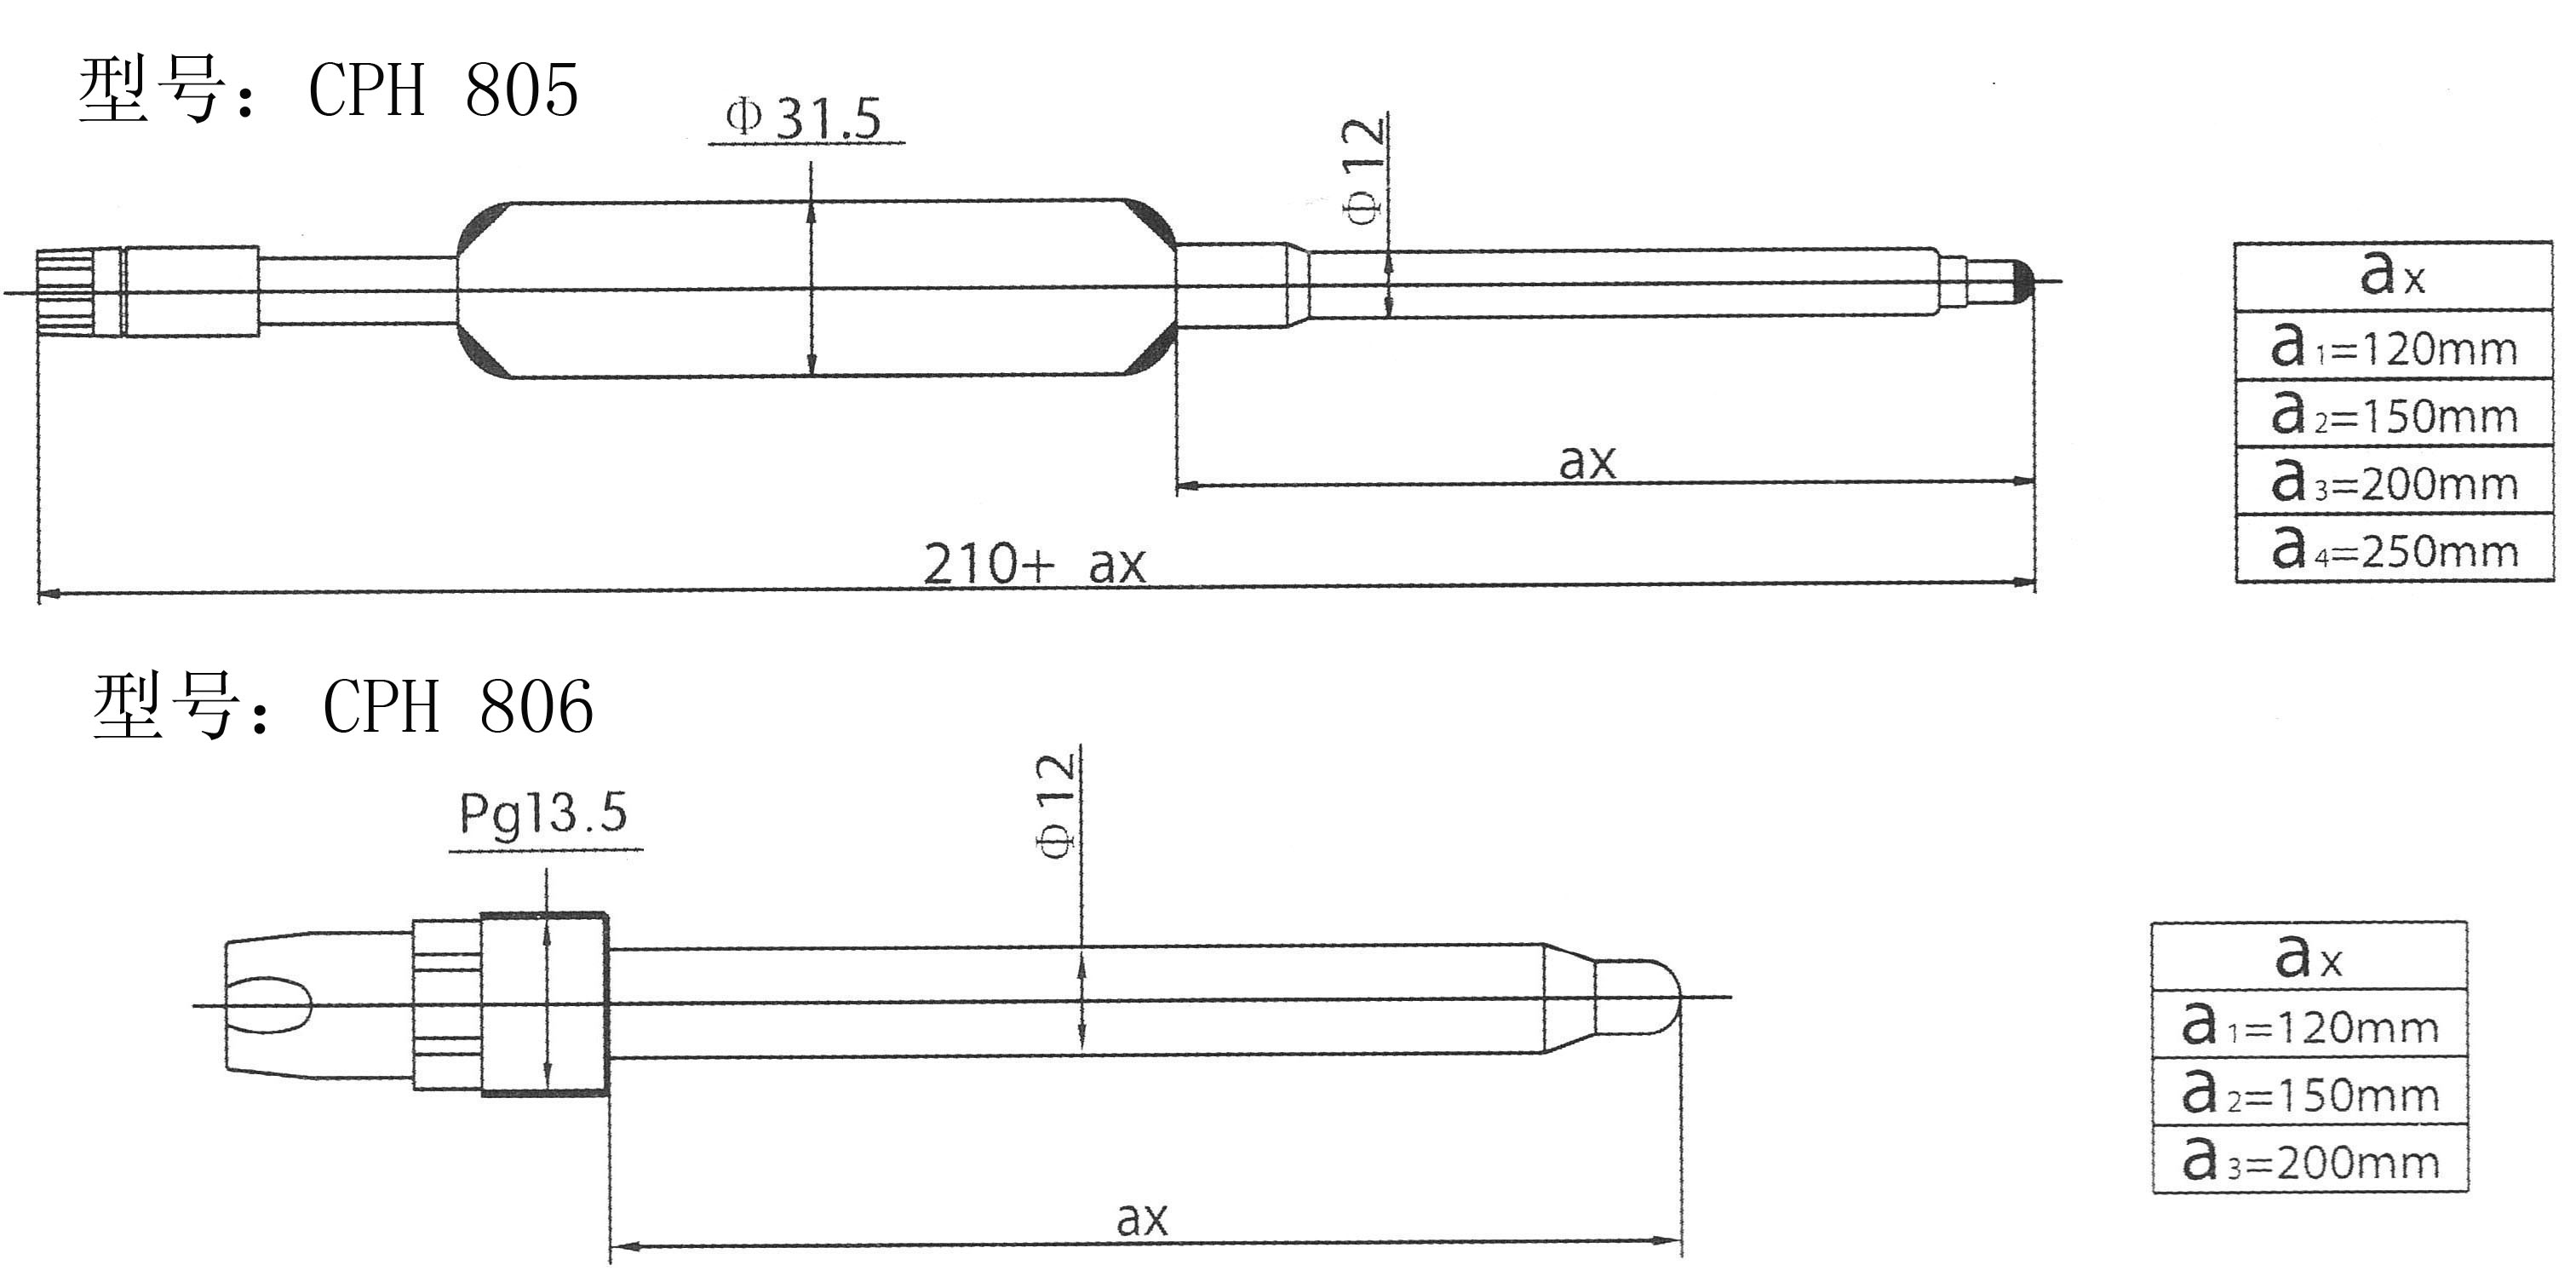 型号：CPH 805
Φ31.5
Φ12
ax
210+ ax
ax
a1=120mm
a2=150mm
a3=200mm
a4=250mm
型号：CPH 806
Pg13.5
Φ12
ax
ax
a1=120mm
a2=150mm
a3=200mm